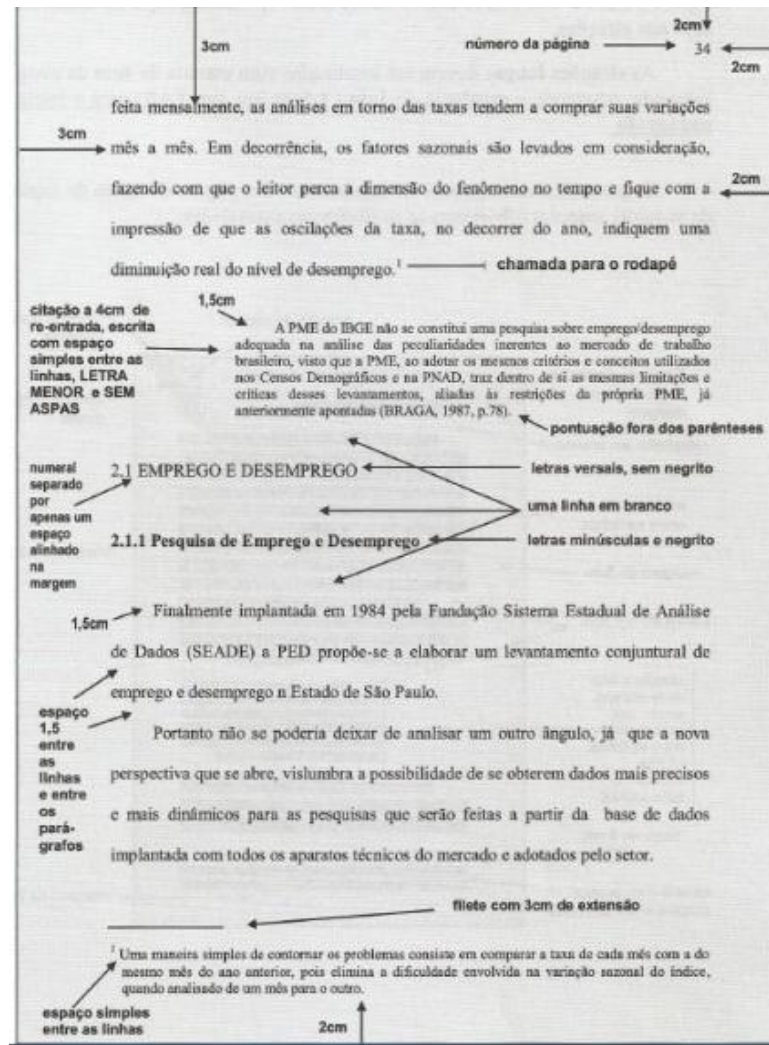 2cm
3cm
número da página
34
2cm
feita mensalmente, as análises em torno das taxas tendem a comprar suas variações
3cm
mês a mês. Em decorrência, os fatores sazonais são levados em consideração,
2cm
fazendo com que o leitor perca a dimensão do fenômeno no tempo e fique com a
impressão de que as oscilações da taxa, no decorrer do ano, indiquem uma
diminuição real do nível de desemprego.¹
chamada para o rodapé
1,5cm
citação a 4cm de
re-entrada, escrita
com espaço
simples entre as
linhas, LETRA
MENOR e SEM
ASPAS
A PME do IBGE não se constitui uma pesquisa sobre emprego/desemprego
adequada na análise das peculiaridades inerentes ao mercado de trabalho
brasileiro, visto que a PME, ao adotar os mesmos critérios e conceitos utilizados
nos Censos Demográficos e na PNAD, traz dentro de si as mesmas limitações e
críticas desses levantamentos, aliadas às restrições da própria PME, já
anteriormente apontadas (BRAGA, 1987, p.78).
pontuação fora dos parênteses
numeral
separado
por
apenas um
espaço
alinhado
na
margem
2.1 EMPREGO E DESEMPREGO
letras versais, sem negrito
uma linha em branco
2.1.1 Pesquisa de Emprego e Desemprego
letras minúsculas e negrito
1,5cm
Finalmente implantada em 1984 pela Fundação Sistema Estadual de Análise
de Dados (SEADE) a PED propõe-se a elaborar um levantamento conjuntural de
emprego e desemprego n Estado de São Paulo.
espaço
1,5
entre
as
linhas
e entre
os
pará-
grafos
Portanto não se poderia deixar de analisar um outro ângulo, já que a nova
perspectiva que se abre, vislumbra a possibilidade de se obterem dados mais precisos
e mais dinâmicos para as pesquisas que serão feitas a partir da base de dados
implantada com todos os aparatos técnicos do mercado e adotados pelo setor.
filete com 3cm de extensão
¹ Uma maneira simples de contornar os problemas consiste em comparar a taxa de cada mês com a do
mesmo mês do ano anterior, pois elimina a dificuldade envolvida na variação sazonal do índice,
quando analisado de um mês para o outro.
espaço simples
entre as linhas
2cm